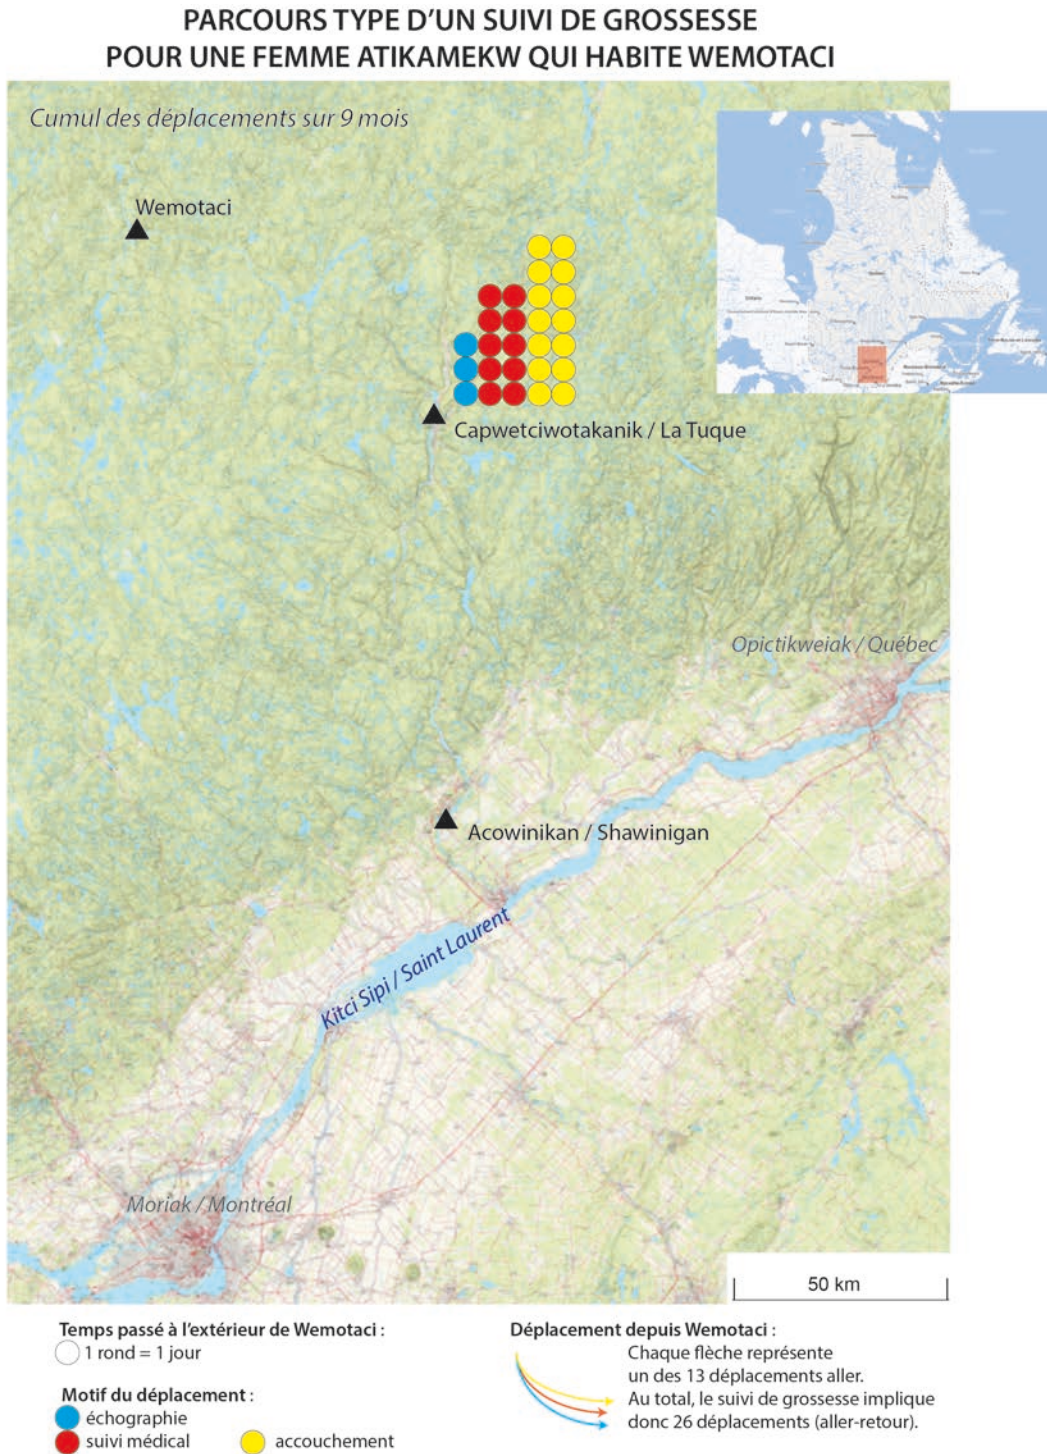 PARCOURS TYPE D'UN SUIVI DE GROSSESSE
POUR UNE FEMME ATIKAMEKW QUI HABITE WEMOTACI
Cumul des déplacements sur 9 mois
Wemotaci
Capwetciwotakanik / La Tuque
Opictikweiak / Québec
Acowinikan / Shawinigan
Kitci Sipi / Saint Laurent
Moriak / Montréal
50 km
Temps passé à l'extérieur de Wemotaci :
1 rond = 1 jour
Motif du déplacement :
échographie
suivi médical
accouchement
Déplacement depuis Wemotaci :
Chaque flèche représente
un des 13 déplacements aller.
Au total, le suivi de grossesse implique
donc 26 déplacements (aller-retour).